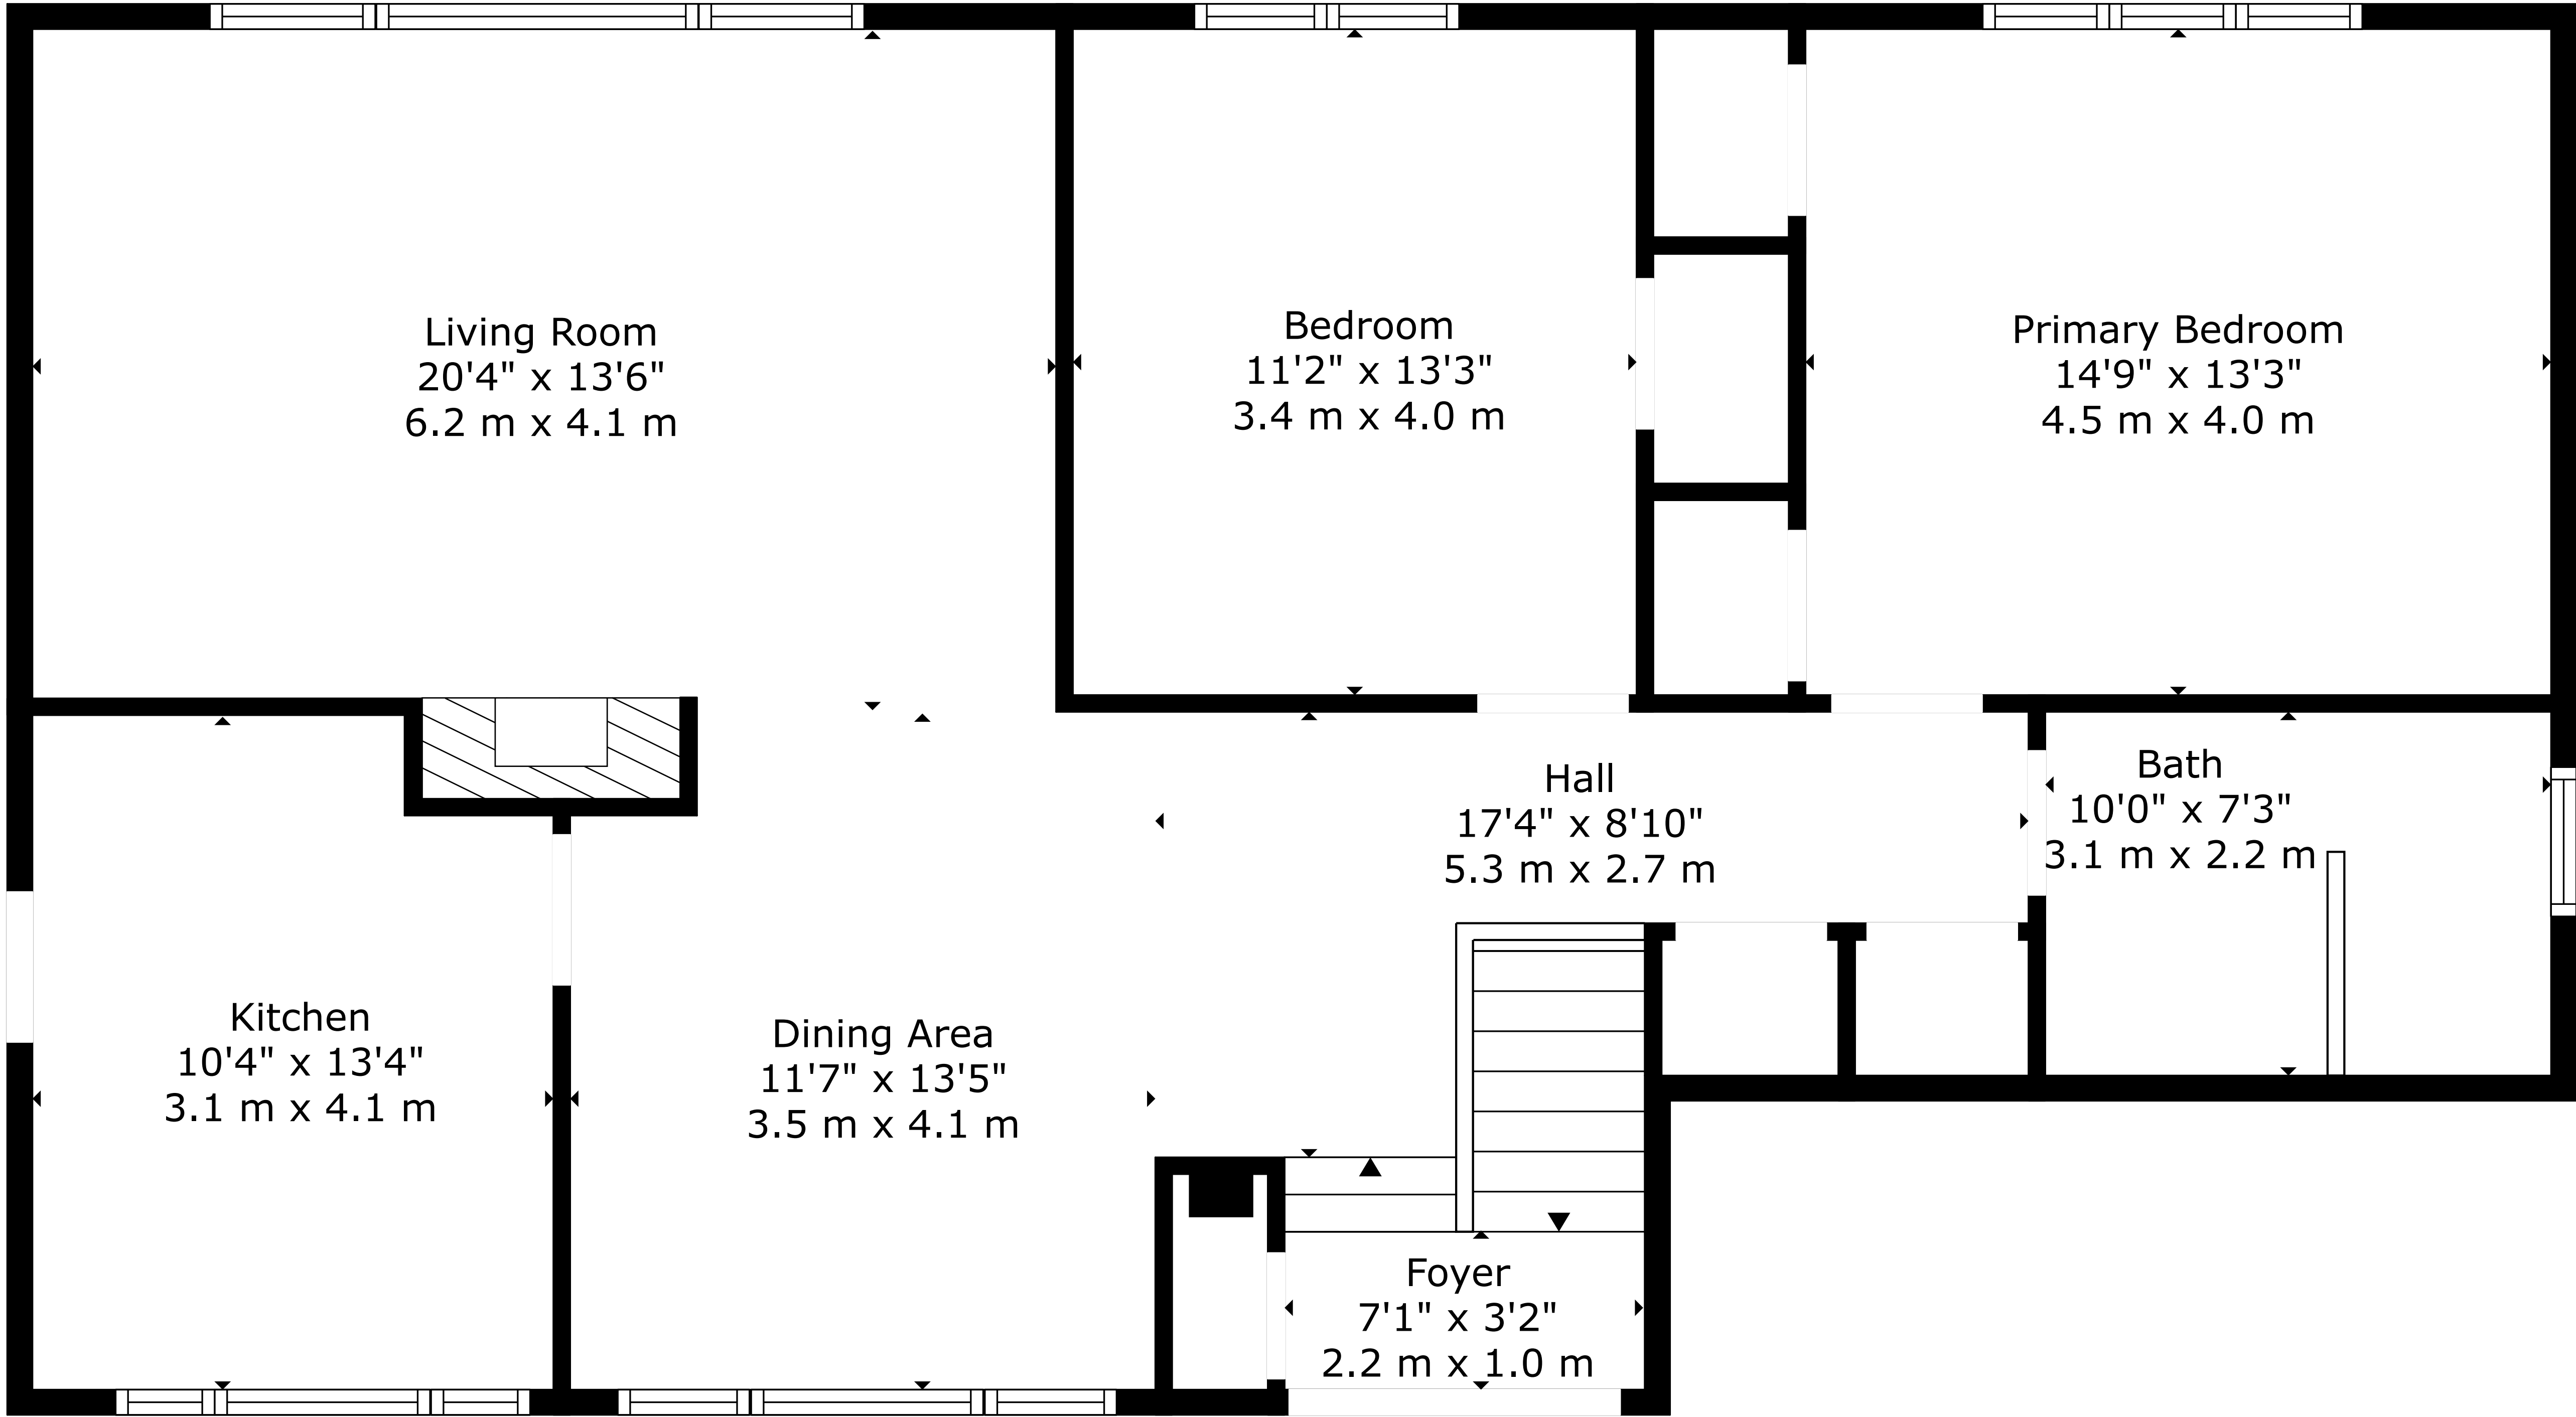 Living Room
20'4" x 13'6"
6.2 m x 4.1 m
Bedroom
11'2" x 13'3"
3.4 m x 4.0 m
Primary Bedroom
14'9" x 13'3"
4.5 m x 4.0 m
Hall
17'4" x 8'10"
5.3 m x 2.7 m
Bath
10'0" x 7'3"
3.1 m x 2.2 m
Kitchen
10'4" x 13'4"
3.1 m x 4.1 m
Dining Area
11'7" x 13'5"
3.5 m x 4.1 m
Foyer
7'1" x 3'2"
2.2 m x 1.0 m